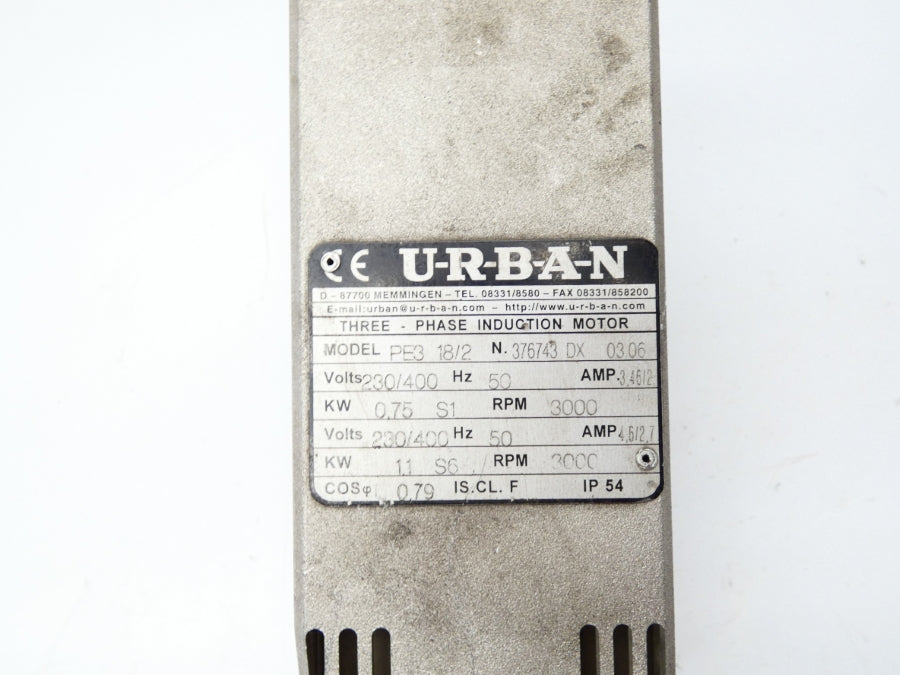 CE U-R-B-A-N
D - 87700 MEMMINGEN - TEL. 08331/8580 - FAX 08331/858200
E-mail:urban@u-r-b-a-n.com - http://www.u-r-b-a-n.com
THREE - PHASE INDUCTION MOTOR
MODEL PE3 18/2 N. 376743 DX 03.06
Volts 230/400 Hz 50 AMP. 3,46/2
KW 0,75 S1 RPM 3000
Volts 230/400 Hz 50 AMP. 4,6/2,7
KW 1,1 S6 RPM 3000
COSφ 0,79 IS.CL. F IP 54